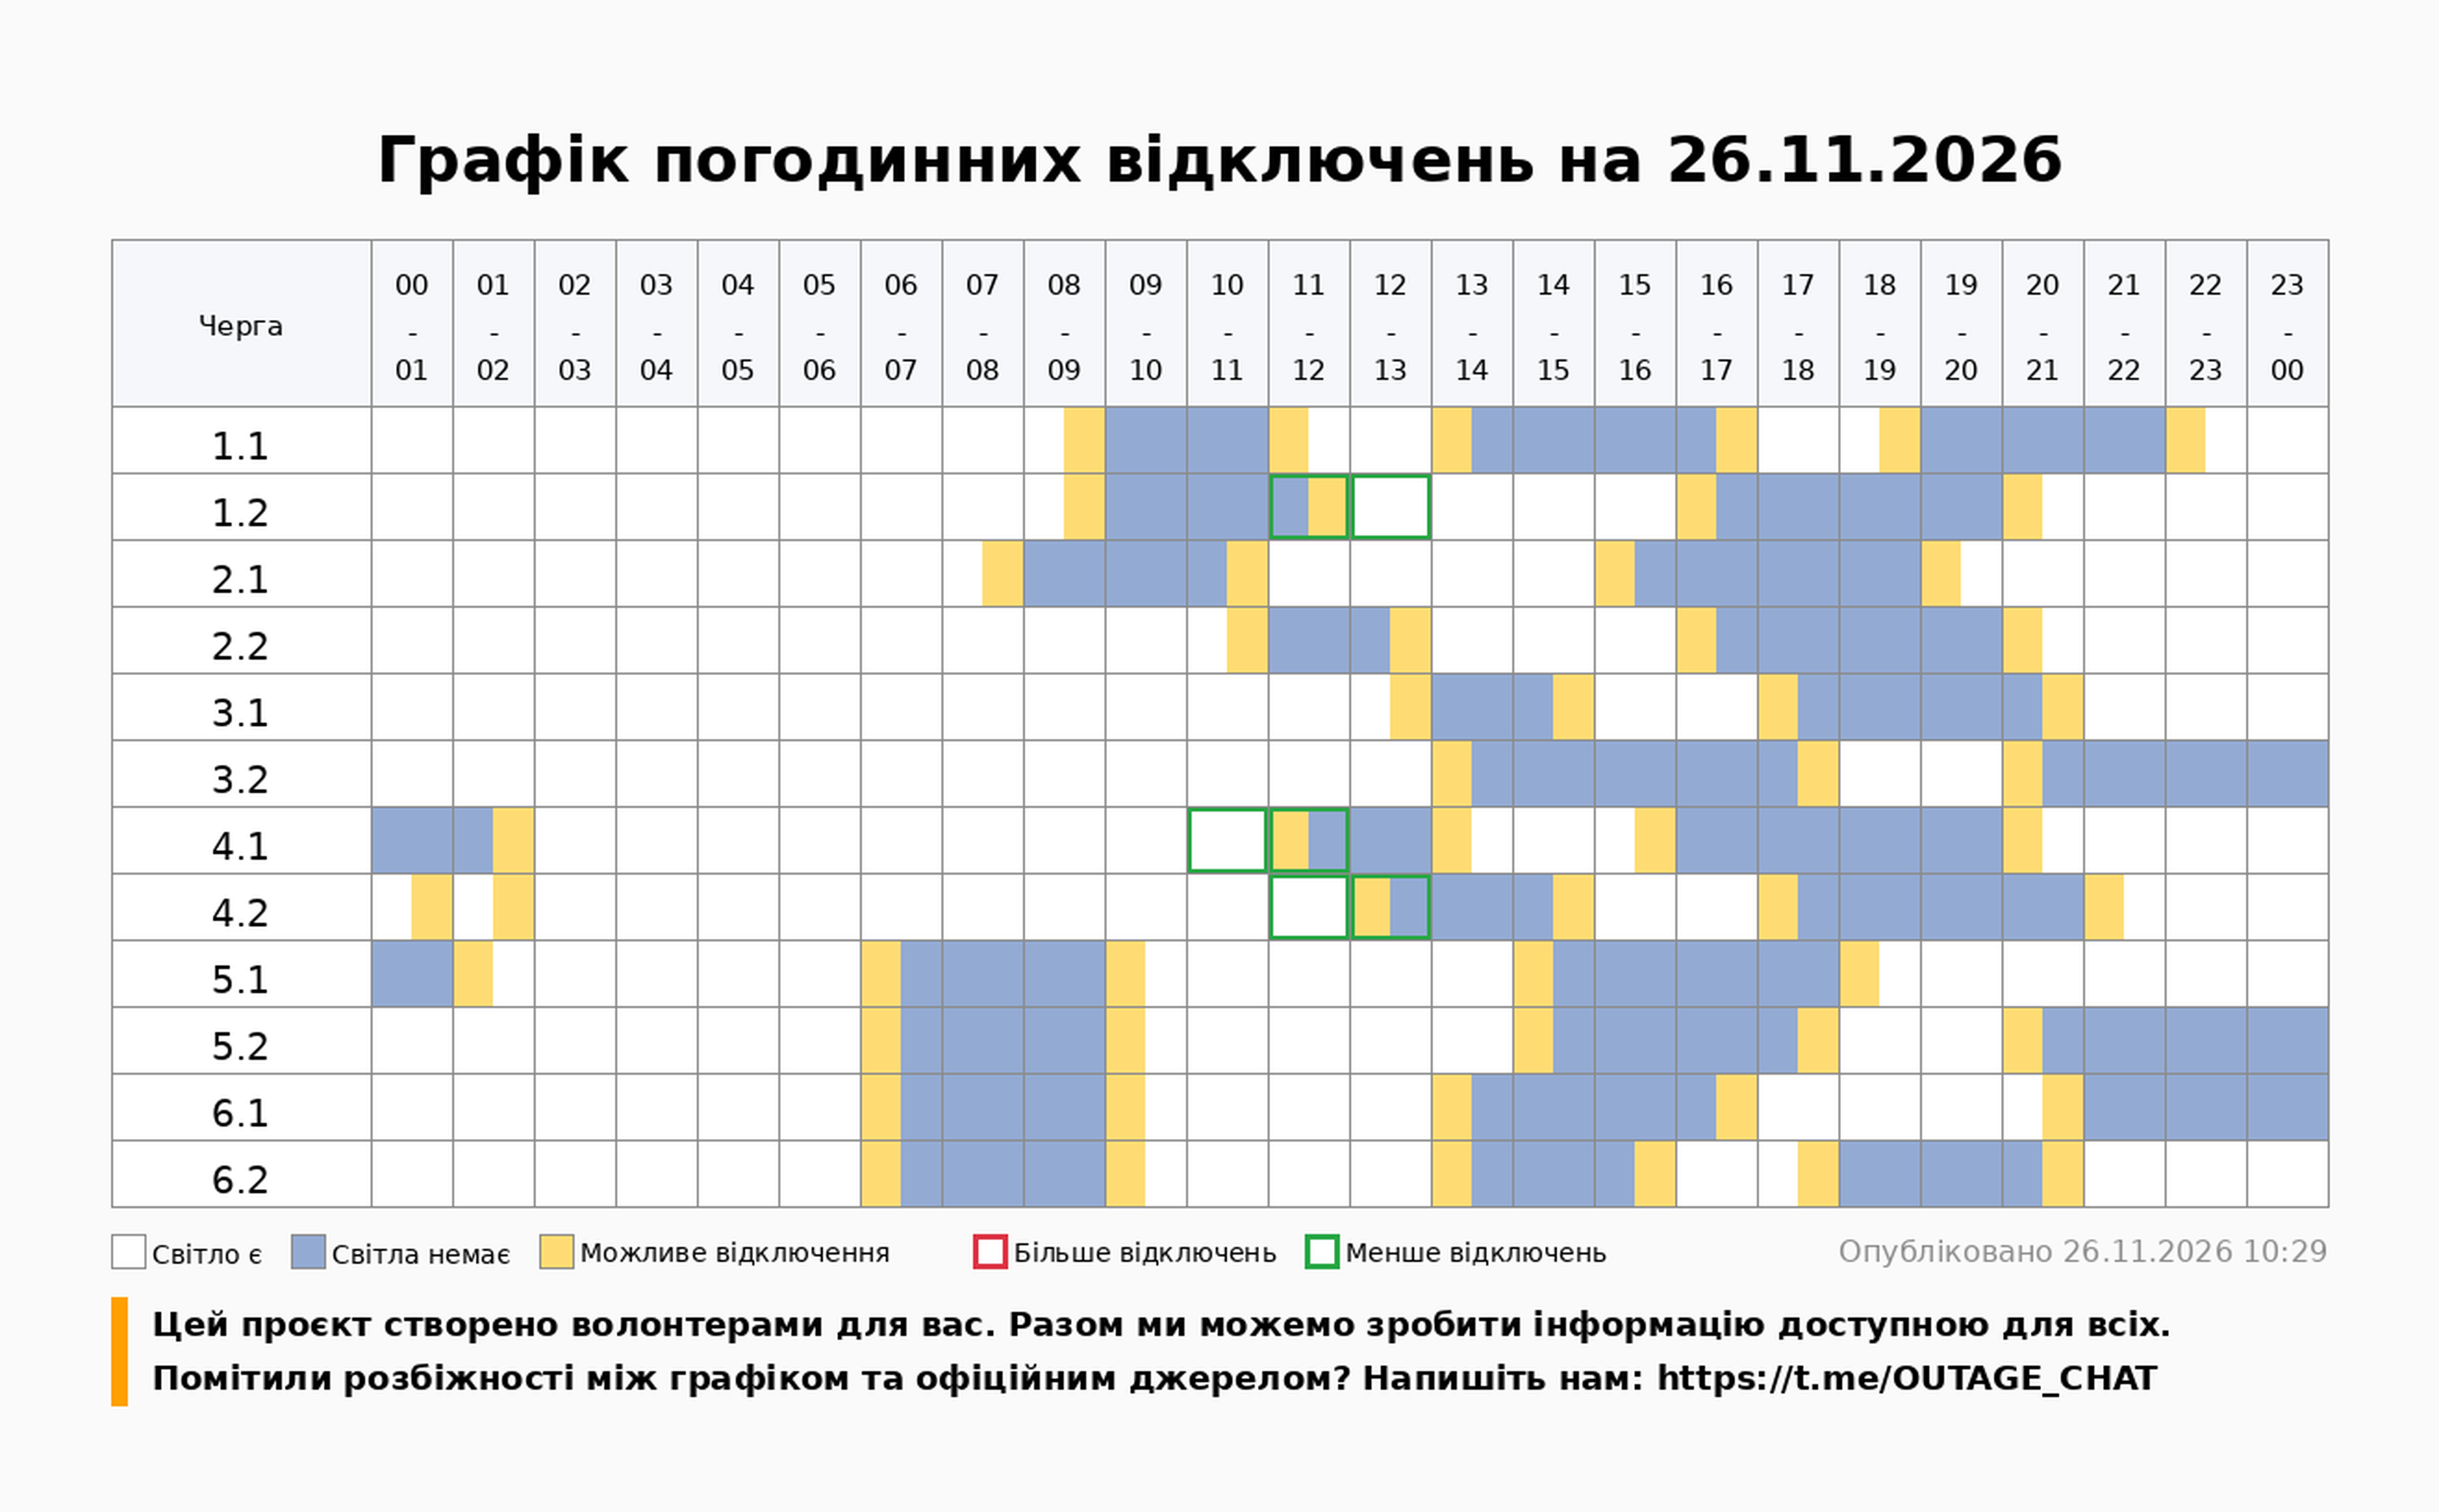 Графік погодинних відключень на 26.11.2026
Черга
00 - 01
01 - 02
02 - 03
03 - 04
04 - 05
05 - 06
06 - 07
07 - 08
08 - 09
09 - 10
10 - 11
11 - 12
12 - 13
13 - 14
14 - 15
15 - 16
16 - 17
17 - 18
18 - 19
19 - 20
20 - 21
21 - 22
22 - 23
23 - 00
1.1
1.2
2.1
2.2
3.1
3.2
4.1
4.2
5.1
5.2
6.1
6.2
Світло є
Світла немає
Можливе відключення
Більше відключень
Менше відключень
Опубліковано 26.11.2026 10:29
Цей проєкт створено волонтерами для вас. Разом ми можемо зробити інформацію доступною для всіх.
Помітили розбіжності між графіком та офіційним джерелом? Напишіть нам: https://t.me/OUTAGE_CHAT